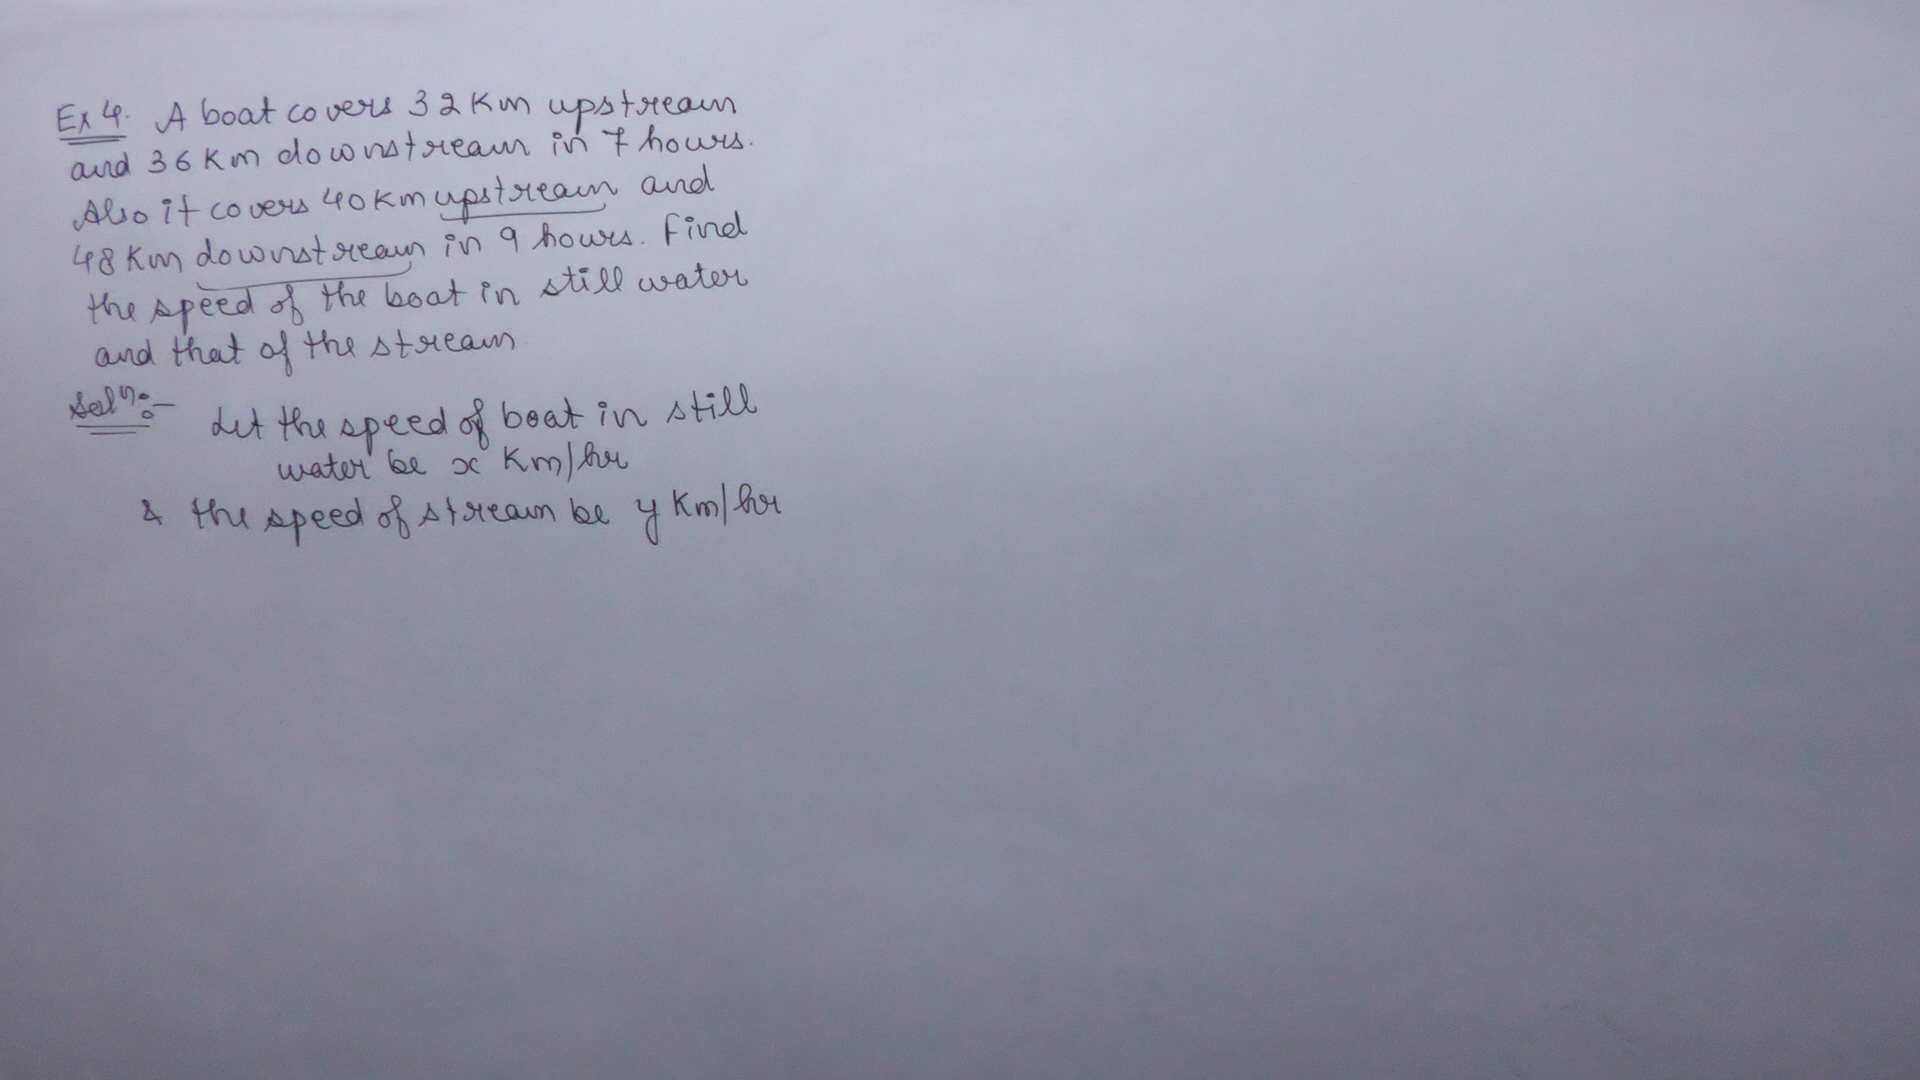 Ex 4. A boat covers 32 Km upstream
and 36 Km downstream in 7 hours.
Also it covers 40 Km upstream and
48 Km downstream in 9 hours. Find
the speed of the boat in still water
and that of the stream
Solⁿ:-
Let the speed of boat in still
water be x Km/hr
& the speed of stream be y Km/hr